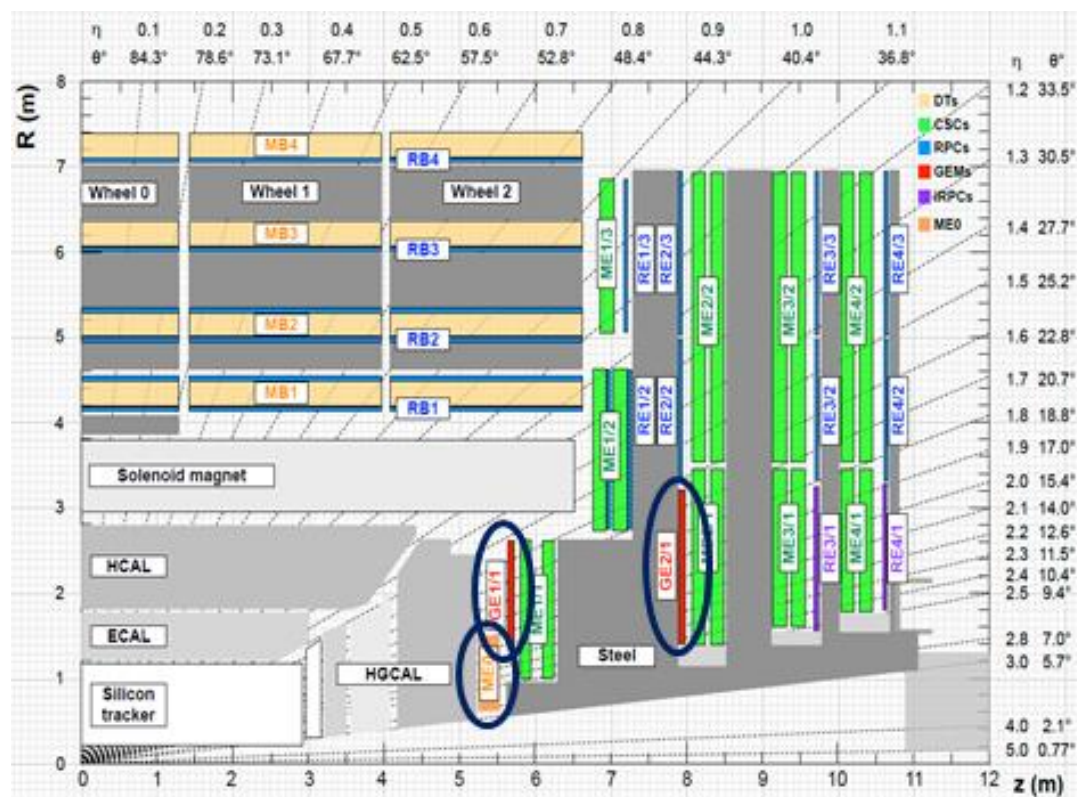 η 0.1 0.2 0.3 0.4 0.5 0.6 0.7 0.8 0.9 1.0 1.1
θ° 84.3° 78.6° 73.1° 67.7° 62.5° 57.5° 52.8° 48.4° 44.3° 40.4° 36.8° η θ°
R (m)
8
7
6
5
4
3
2
1
0
1.2 33.5°
1.3 30.5°
1.4 27.7°
1.5 25.2°
1.6 22.8°
1.7 20.7°
1.8 18.8°
1.9 17.0°
2.0 15.4°
2.1 14.0°
2.2 12.6°
2.3 11.5°
2.4 10.4°
2.5 9.4°
2.8 7.0°
3.0 5.7°
4.0 2.1°
5.0 0.77°
DTs
CSCs
RPCs
GEMs
iRPCs
ME0
MB4
RB4
Wheel 0 Wheel 1 Wheel 2
MB3
RB3
MB2
RB2
MB1
RB1
ME1/3
RE1/3
RE2/3
ME2/2
ME3/2
RE3/3
ME4/2
RE4/3
ME1/2
RE1/2
RE2/2
RE3/2
RE4/2
Solenoid magnet
HCAL
ECAL
Silicon
tracker
HGCAL
Steel
GE1/1
ME1/1
GE2/1
ME3/1
RE3/1
ME4/1
RE4/1
0 1 2 3 4 5 6 7 8 9 10 11 12 z (m)